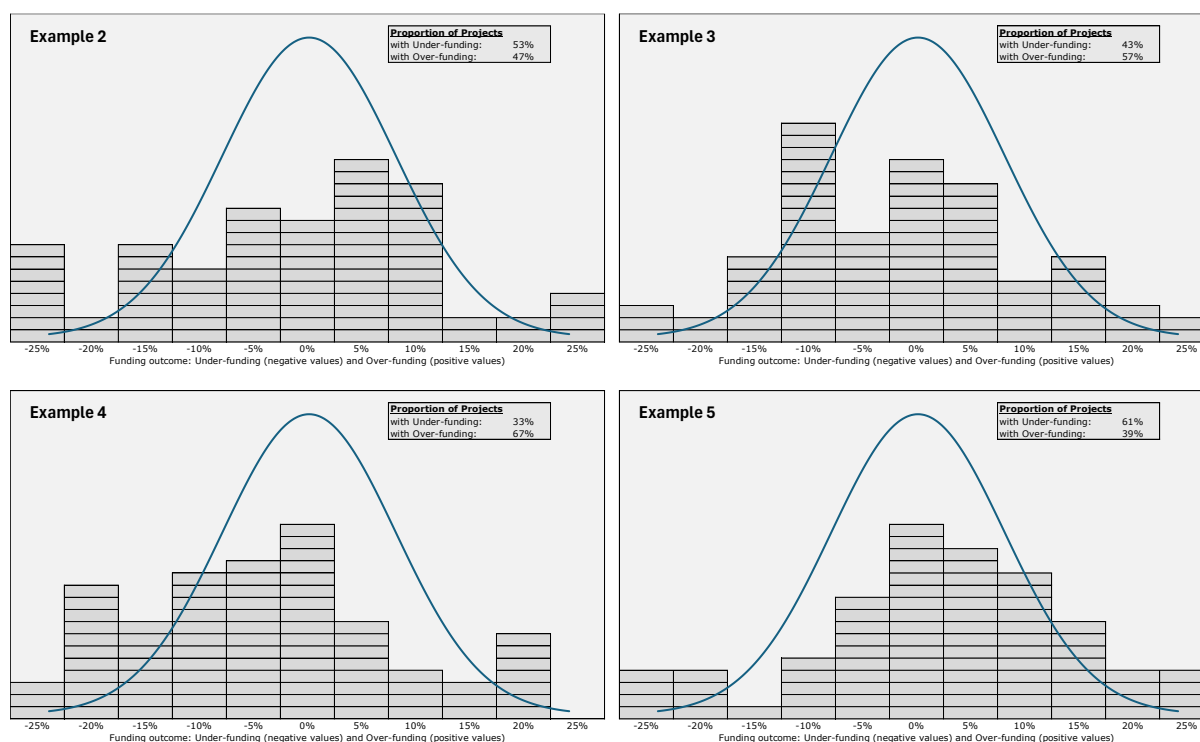 Example 2
Proportion of Projects
with Under-funding: 53%
with Over-funding: 47%
-25% -20% -15% -10% -5% 0% 5% 10% 15% 20% 25%
Funding outcome: Under-funding (negative values) and Over-funding (positive values)
Example 3
Proportion of Projects
with Under-funding: 43%
with Over-funding: 57%
-25% -20% -15% -10% -5% 0% 5% 10% 15% 20% 25%
Funding outcome: Under-funding (negative values) and Over-funding (positive values)
Example 4
Proportion of Projects
with Under-funding: 33%
with Over-funding: 67%
-25% -20% -15% -10% -5% 0% 5% 10% 15% 20% 25%
Funding outcome: Under-funding (negative values) and Over-funding (positive values)
Example 5
Proportion of Projects
with Under-funding: 61%
with Over-funding: 39%
-25% -20% -15% -10% -5% 0% 5% 10% 15% 20% 25%
Funding outcome: Under-funding (negative values) and Over-funding (positive values)